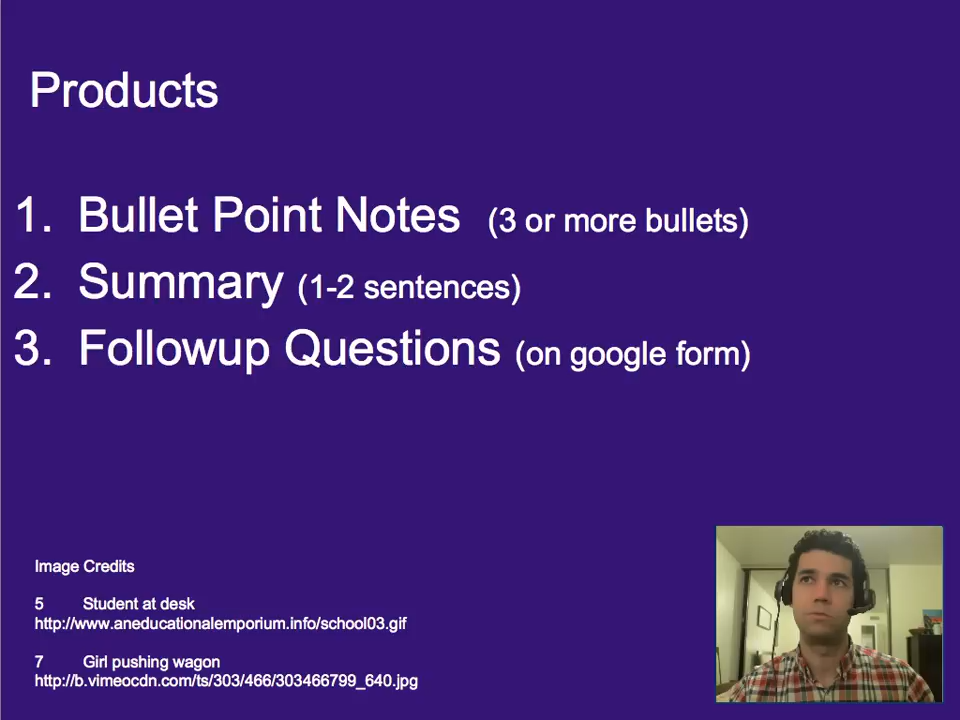 Products
1. Bullet Point Notes (3 or more bullets)
2. Summary (1-2 sentences)
3. Followup Questions (on google form)
Image Credits
5 Student at desk
http://www.aneducationalemporium.info/school03.gif
7 Girl pushing wagon
http://b.vimeocdn.com/ts/303/466/303466799_640.jpg